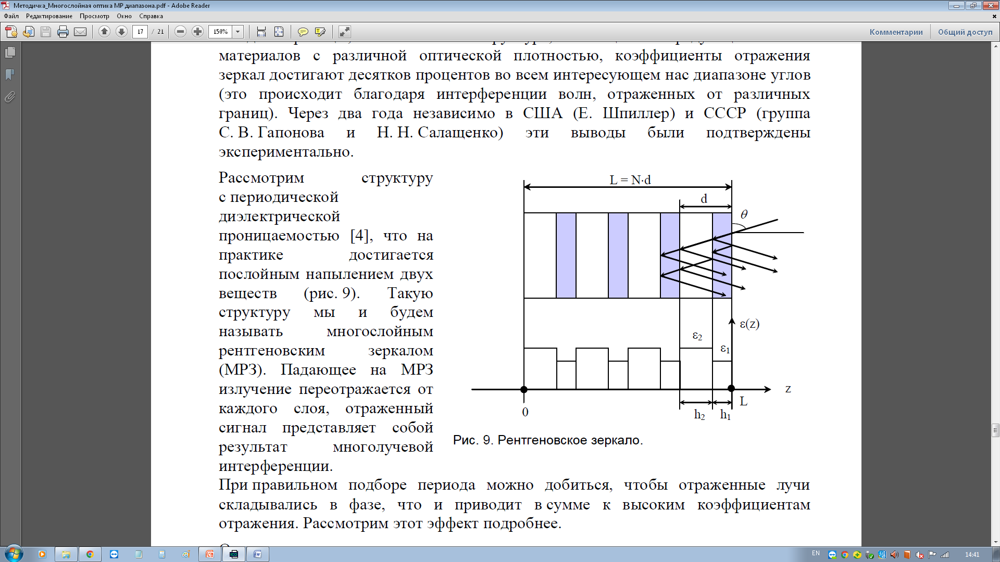 Методичка_Многослойная оптика МР диапазона.pdf - Adobe Reader
Файл Редактирование Просмотр Окно Справка
17 / 21 150% Комментарии Общий доступ
материалов с различной оптической плотностью, коэффициенты отражения
зеркал достигают десятков процентов во всем интересующем нас диапазоне углов
(это происходит благодаря интерференции волн, отраженных от различных
границ). Через два года независимо в США (Е. Шпиллер) и СССР (группа
С. В. Гапонова и Н. Н. Салащенко) эти выводы были подтверждены
экспериментально.
Рассмотрим структуру
с периодической
диэлектрической
проницаемостью [4], что на
практике достигается
послойным напылением двух
веществ (рис. 9). Такую
структуру мы и будем
называть многослойным
рентгеновским зеркалом
(МРЗ). Падающее на МРЗ
излучение переотражается от
каждого слоя, отраженный
сигнал представляет собой
результат многолучевой
интерференции.
L = N·d
d
θ
ε(z)
ε₂
ε₁
z
L
0
h₂ h₁
Рис. 9. Рентгеновское зеркало.
При правильном подборе периода можно добиться, чтобы отраженные лучи
складывались в фазе, что и приводит в сумме к высоким коэффициентам
отражения. Рассмотрим этот эффект подробнее.
EN 14:41